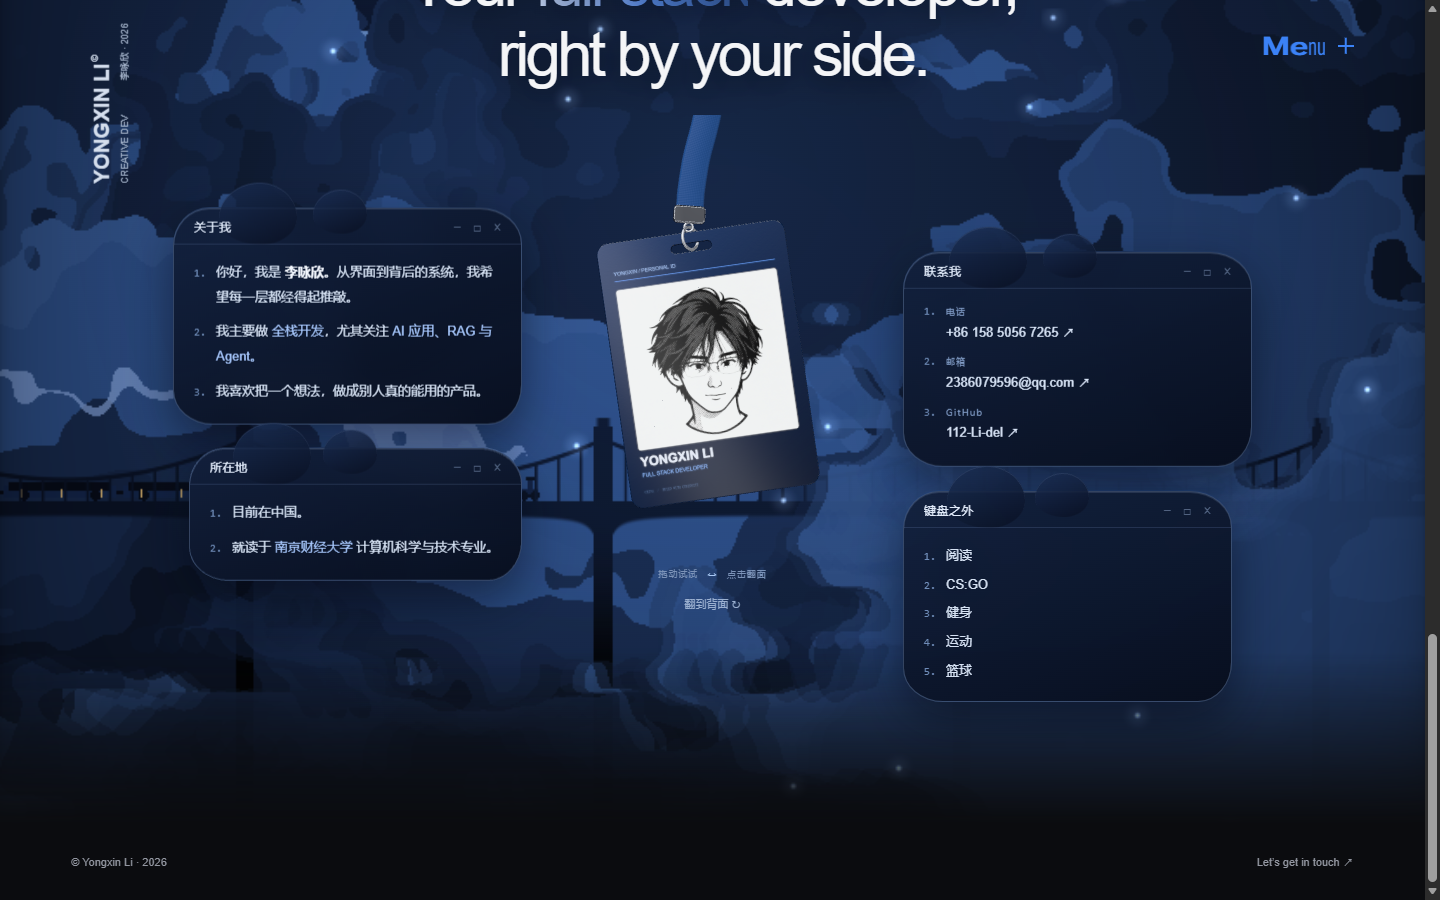 Your full stack developer,
right by your side.
Menu +
YONGXIN LI©
CREATIVE DEV
李咏欣 · 2026
关于我
1. 你好，我是 李咏欣。从界面到背后的系统，我希
望每一层都经得起推敲。
2. 我主要做 全栈开发，尤其关注 AI 应用、RAG 与
Agent。
3. 我喜欢把一个想法，做成别人真的能用的产品。
所在地
1. 目前在中国。
2. 就读于 南京财经大学 计算机科学与技术专业。
YONGXIN / PERSONAL ID
YONGXIN LI
FULL STACK DEVELOPER
拖动试试 ↔ 点击翻面
翻到背面 ↻
联系我
1. 电话
+86 158 5056 7265 ↗
2. 邮箱
2386079596@qq.com ↗
3. GitHub
112-Li-del ↗
键盘之外
1. 阅读
2. CS:GO
3. 健身
4. 运动
5. 篮球
© Yongxin Li · 2026
Let's get in touch ↗